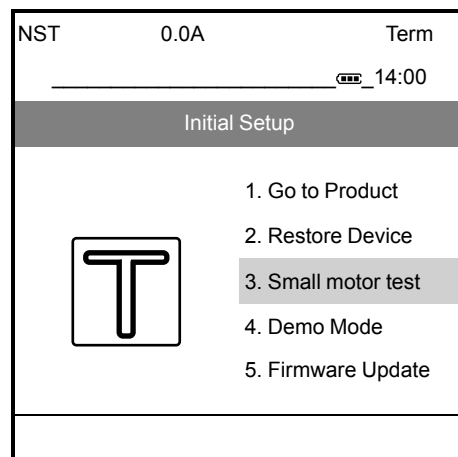 NST 0.0A Term
_14:00
Initial Setup
1. Go to Product
2. Restore Device
T
3. Small motor test
4. Demo Mode
5. Firmware Update